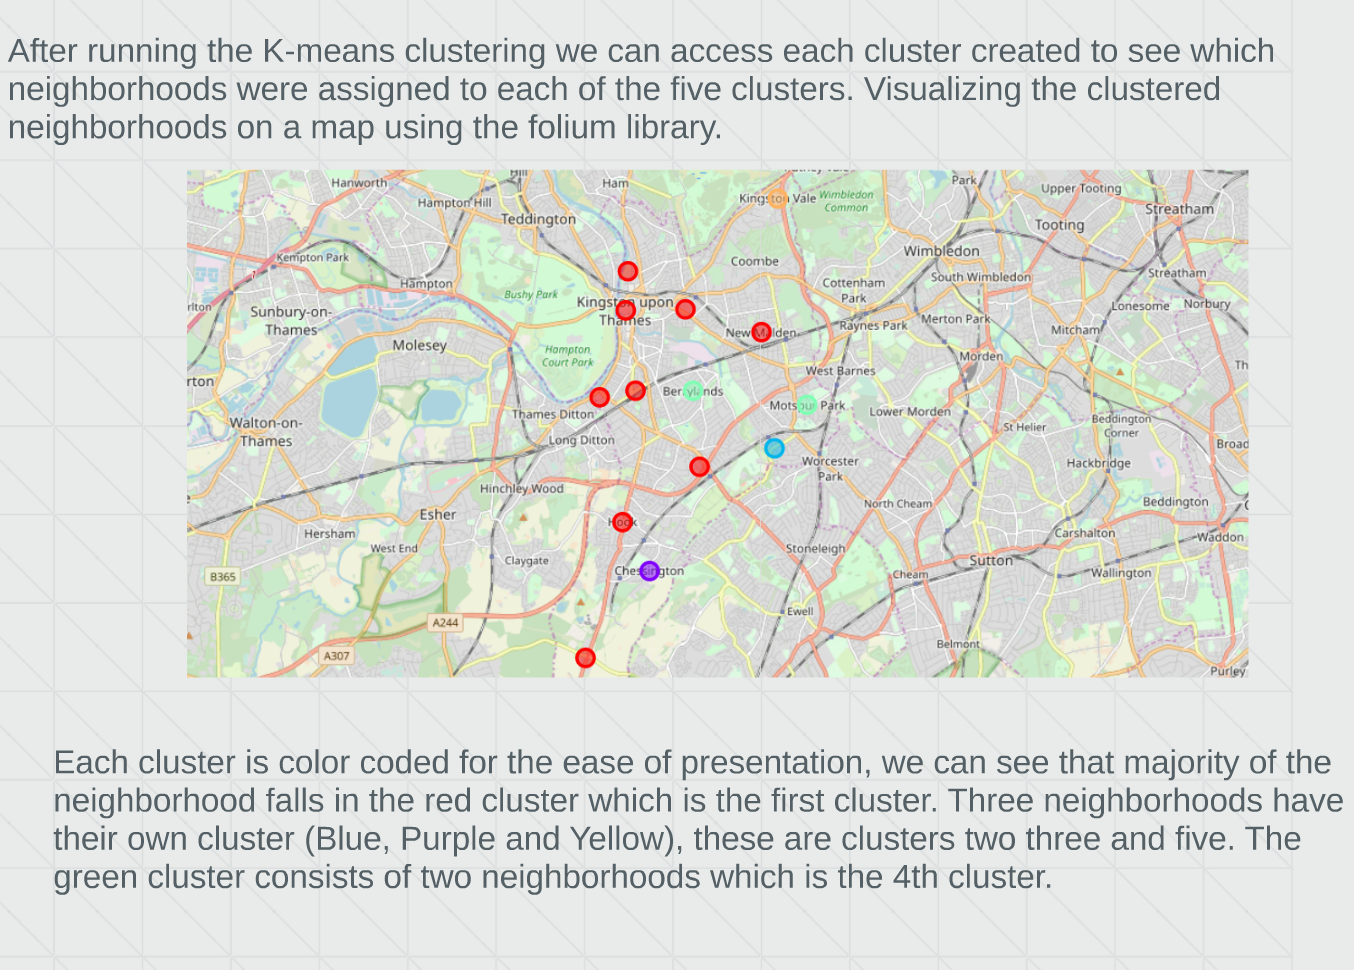 After running the K-means clustering we can access each cluster created to see which
neighborhoods were assigned to each of the five clusters. Visualizing the clustered
neighborhoods on a map using the folium library.
Hill
Hanworth
Ham
Kingston Vale
Wimbledon
Common
Park
Upper Tooting
Hampton Hill
Teddington
Streatham
Tooting
Kempton Park
Coombe
Wimbledon
Hampton
Bushy Park
Cottenham
Park
South Wimbledon
Streatham
Sunbury-on-
Thames
Kingston upon
Thames
Lonesome
Norbury
New Malden
Raynes Park
Merton Park
Mitcham
Molesey
Hampton
Court Park
Morden
Th
rton
West Barnes
Berrylands
Motspur Park
Lower Morden
Thames Ditton
Walton-on-
Thames
St Helier
Beddington
Corner
Long Ditton
Broad
Worcester
Park
Hackbridge
Hinchley Wood
North Cheam
Beddington
Esher
Hook
Hersham
Carshalton
Waddon
West End
Claygate
Stoneleigh
Sutton
B365
Chessington
Cheam
Wallington
Ewell
A244
Belmont
A307
Purley
Each cluster is color coded for the ease of presentation, we can see that majority of the
neighborhood falls in the red cluster which is the first cluster. Three neighborhoods have
their own cluster (Blue, Purple and Yellow), these are clusters two three and five. The
green cluster consists of two neighborhoods which is the 4th cluster.